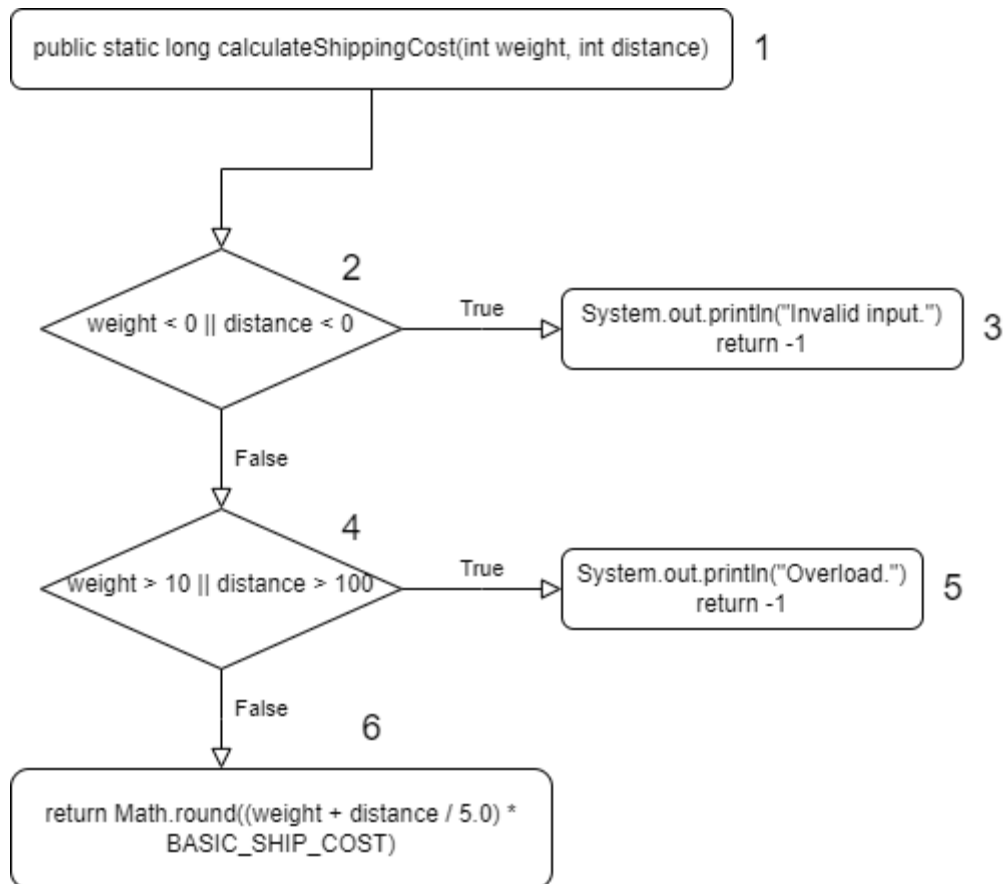 public static long calculateShippingCost(int weight, int distance)
1
2
weight < 0 || distance < 0
True
System.out.println("Invalid input.")
return -1
3
False
4
weight > 10 || distance > 100
True
System.out.println("Overload.")
return -1
5
False
6
return Math.round((weight + distance / 5.0) *
BASIC_SHIP_COST)